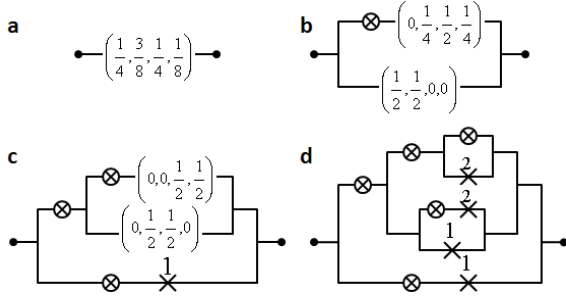 a
(1/4, 3/8, 1/4, 1/8)
b
(0, 1/4, 1/2, 1/4)
(1/2, 1/2, 0, 0)
c
(0, 0, 1/2, 1/2)
(0, 1/2, 1/2, 0)
1
d
2
2
1
1